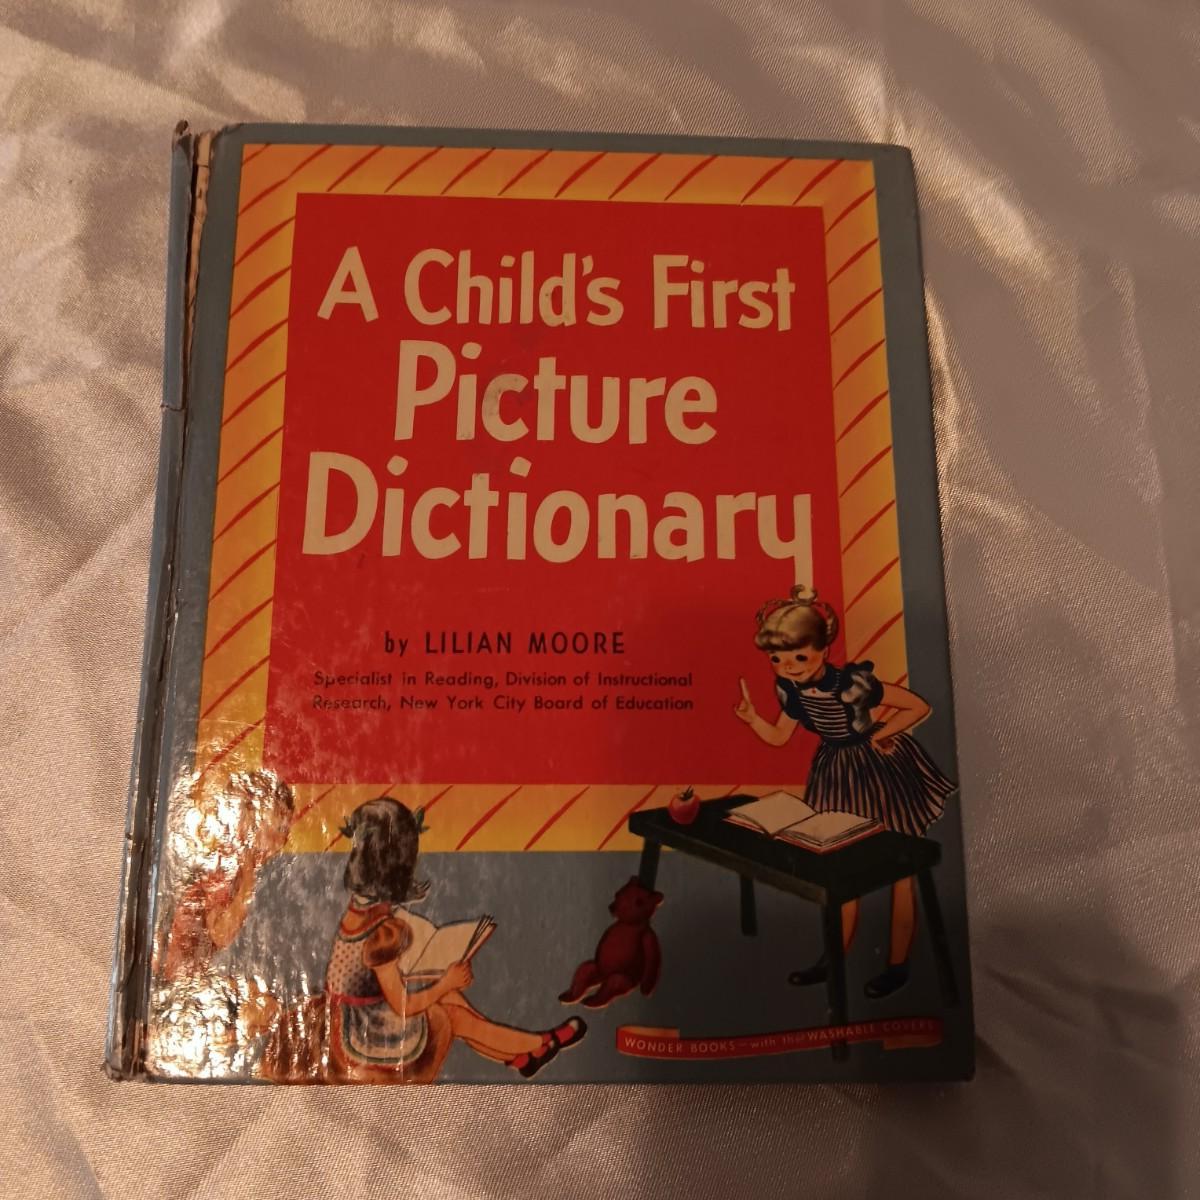 A Child's First
Picture
Dictionary
by LILIAN MOORE
Specialist in Reading, Division of Instructional
Research, New York City Board of Education
WONDER BOOKS—with the WASHABLE COVERS